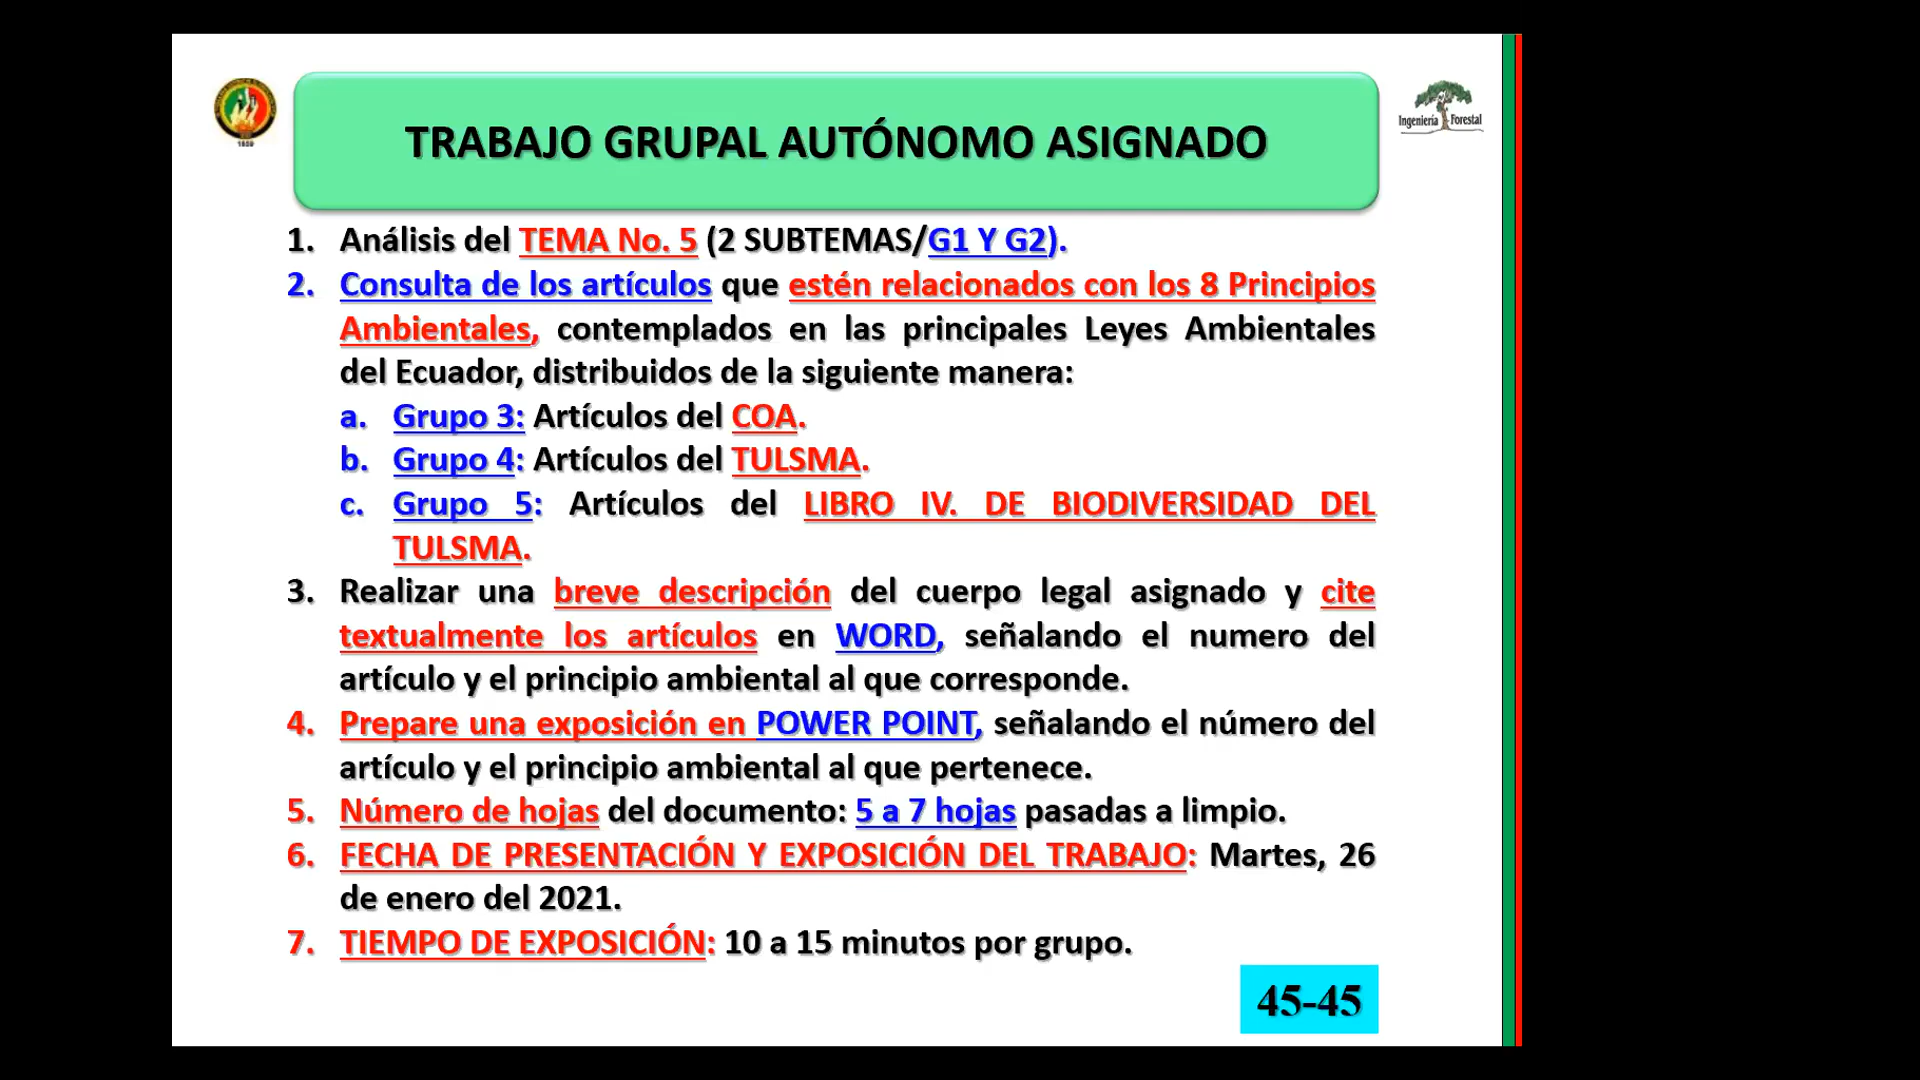 TRABAJO GRUPAL AUTÓNOMO ASIGNADO
1809
Ingeniería Forestal
1. Análisis del TEMA No. 5 (2 SUBTEMAS/G1 Y G2).
2. Consulta de los artículos que estén relacionados con los 8 Principios
Ambientales, contemplados en las principales Leyes Ambientales
del Ecuador, distribuidos de la siguiente manera:
a. Grupo 3: Artículos del COA.
b. Grupo 4: Artículos del TULSMA.
c. Grupo 5: Artículos del LIBRO IV. DE BIODIVERSIDAD DEL
TULSMA.
3. Realizar una breve descripción del cuerpo legal asignado y cite
textualmente los artículos en WORD, señalando el numero del
artículo y el principio ambiental al que corresponde.
4. Prepare una exposición en POWER POINT, señalando el número del
artículo y el principio ambiental al que pertenece.
5. Número de hojas del documento: 5 a 7 hojas pasadas a limpio.
6. FECHA DE PRESENTACIÓN Y EXPOSICIÓN DEL TRABAJO: Martes, 26
de enero del 2021.
7. TIEMPO DE EXPOSICIÓN: 10 a 15 minutos por grupo.
45-45